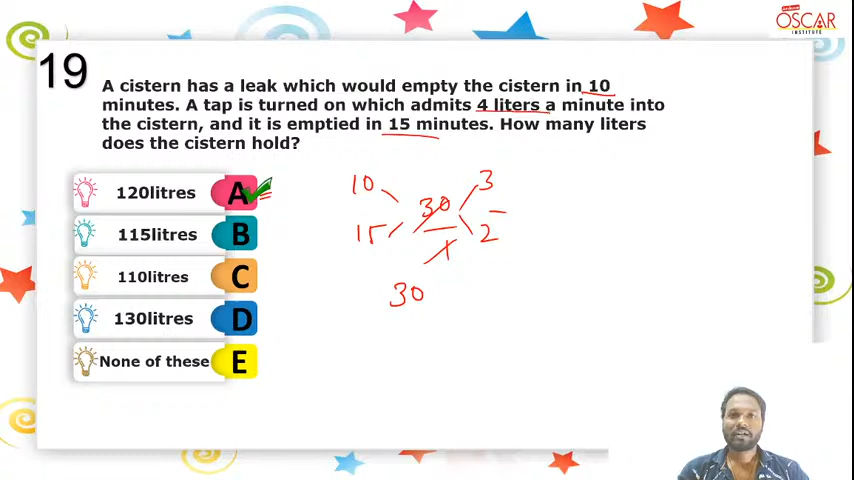 OSCAR
INSTITUTE
19
A cistern has a leak which would empty the cistern in 10
minutes. A tap is turned on which admits 4 liters a minute into
the cistern, and it is emptied in 15 minutes. How many liters
does the cistern hold?
120litres A
115litres B
110litres C
130litres D
None of these E
10 3
30
15 2
1
30